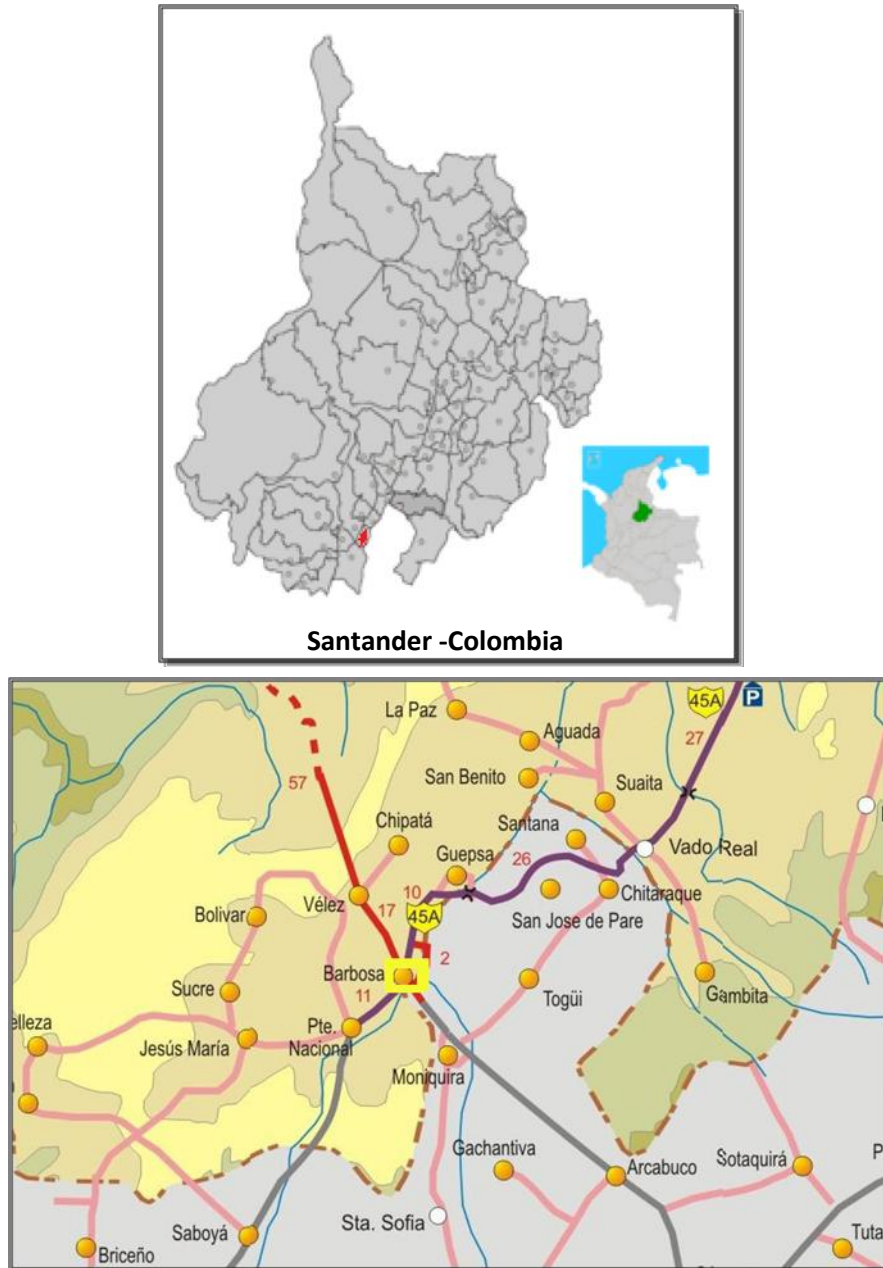 Santander -Colombia
45A
P
La Paz
27
Aguada
57
San Benito
Suaita
Chipatá
Santana
Vado Real
Guepsa
26
10
Chitaraque
Vélez
45A
San Jose de Pare
Bolivar
17
2
Barbosa
Gambita
Sucre
11
Togüi
elleza
Pte.
Nacional
Jesús María
Moniquira
Gachantiva
Arcabuco
Sotaquirá
P
Sta. Sofia
Saboyá
Tuta
Briceño